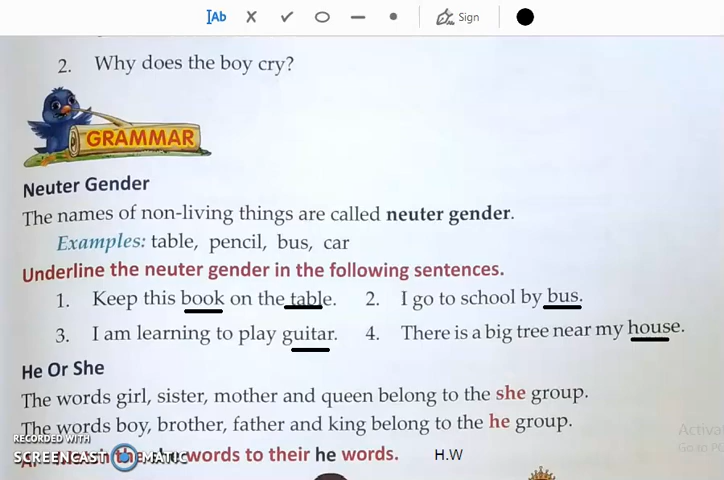 Ab Sign
2. Why does the boy cry?
GRAMMAR
Neuter Gender
The names of non-living things are called neuter gender.
Examples: table, pencil, bus, car
Underline the neuter gender in the following sentences.
1. Keep this book on the table. 2. I go to school by bus.
3. I am learning to play guitar. 4. There is a big tree near my house.
He Or She
The words girl, sister, mother and queen belong to the she group.
The words boy, brother, father and king belong to the he group.
RECORDED WITH
SCREENCAST MATIC
words to their he words. H.W
Activa
Go to PC